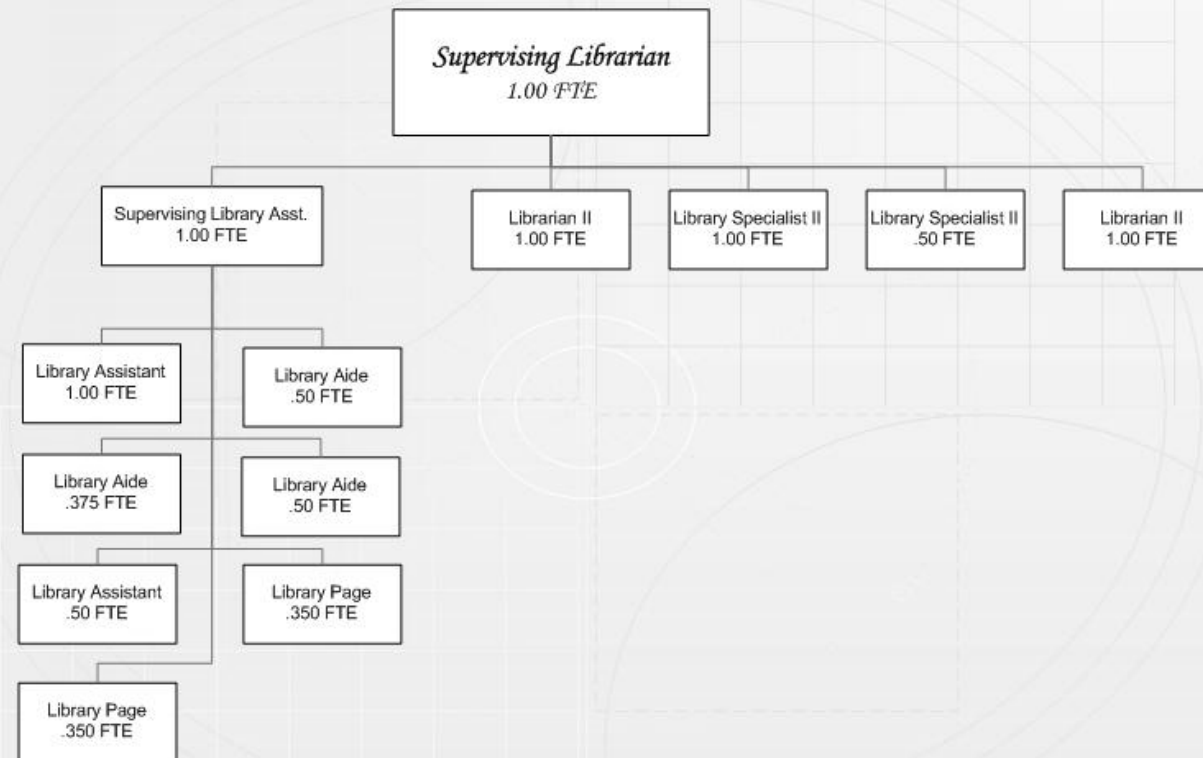 Supervising Librarian
1.00 FTE
Supervising Library Asst.
1.00 FTE
Librarian II
1.00 FTE
Library Specialist II
1.00 FTE
Library Specialist II
.50 FTE
Librarian II
1.00 FTE
Library Assistant
1.00 FTE
Library Aide
.50 FTE
Library Aide
.375 FTE
Library Aide
.50 FTE
Library Assistant
.50 FTE
Library Page
.350 FTE
Library Page
.350 FTE